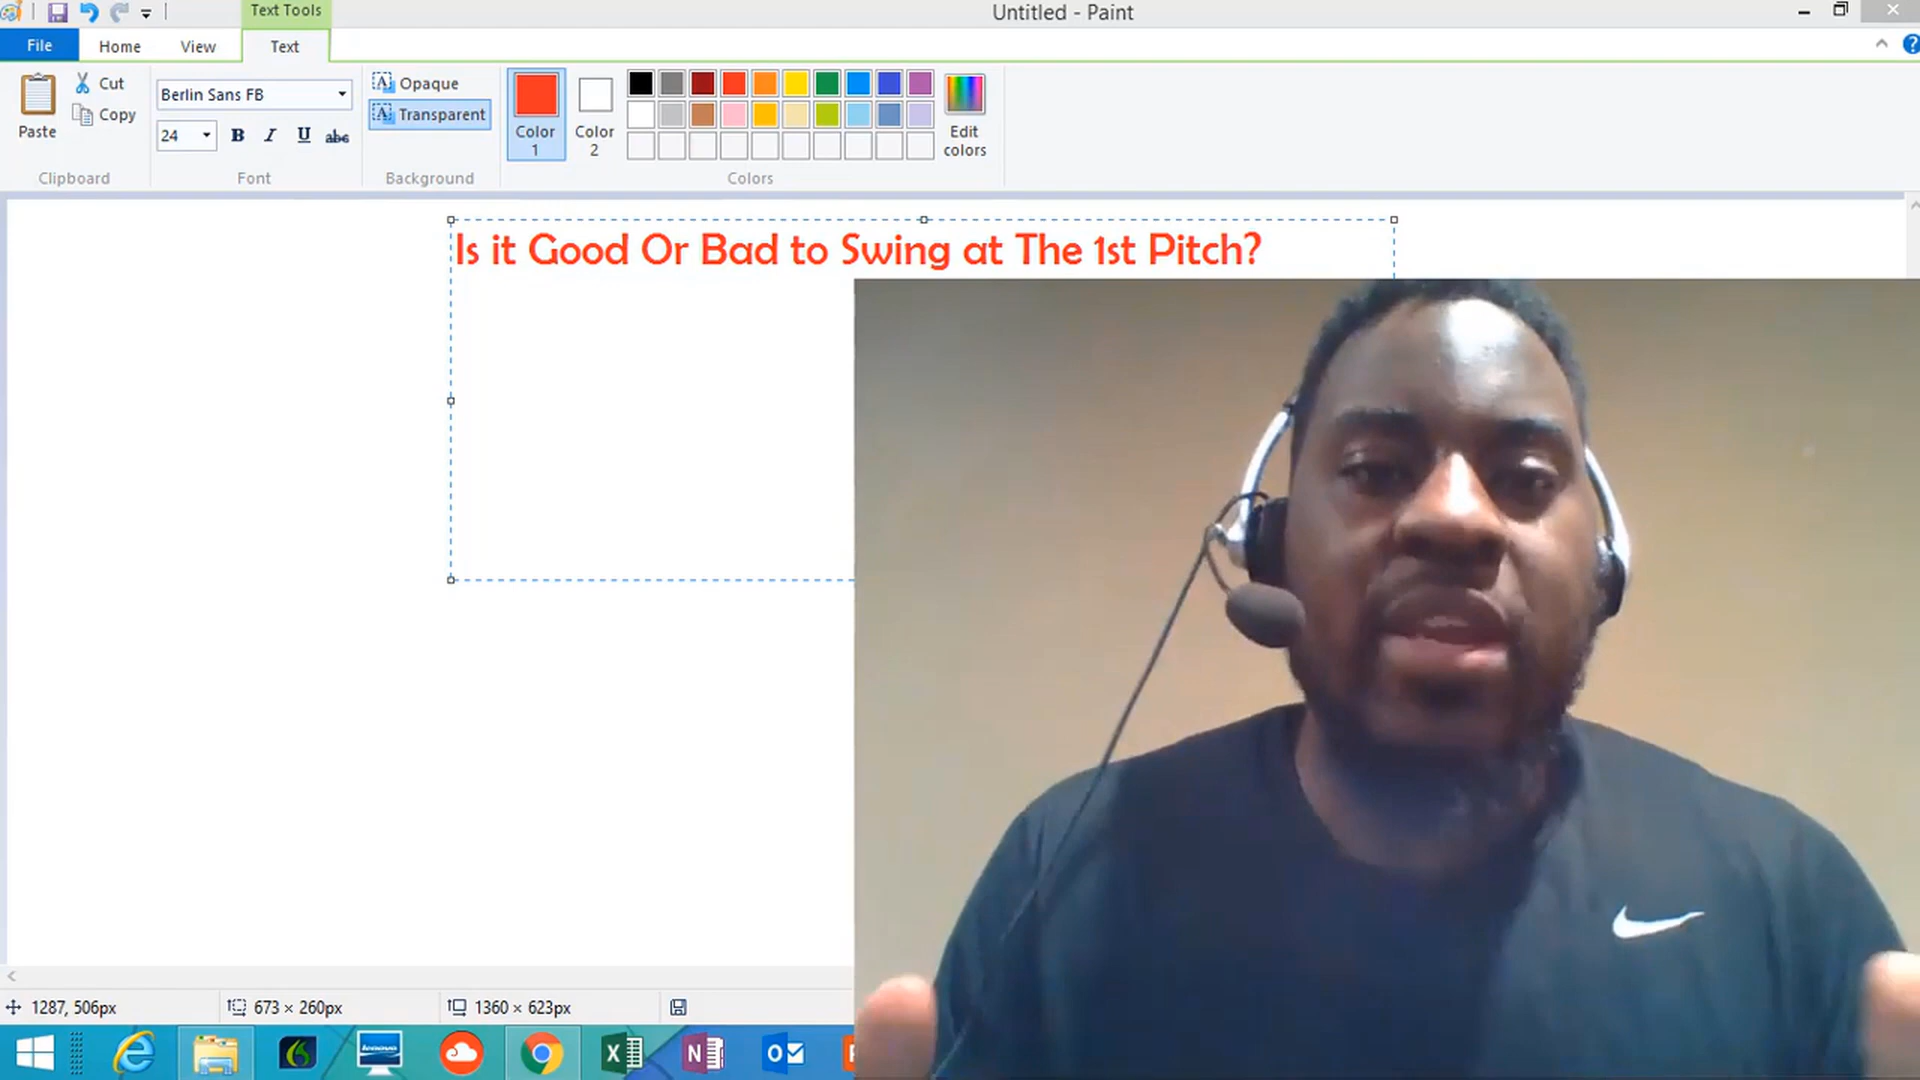 Text Tools
Untitled - Paint
File
Home
View
Text
Paste
Cut
Copy
Clipboard
Berlin Sans FB
24
B
I
U
abc
Font
Opaque
Transparent
Background
Color 1
Color 2
Edit colors
Colors
Is it Good Or Bad to Swing at The 1st Pitch?
1287, 506px
673 × 260px
1360 × 623px